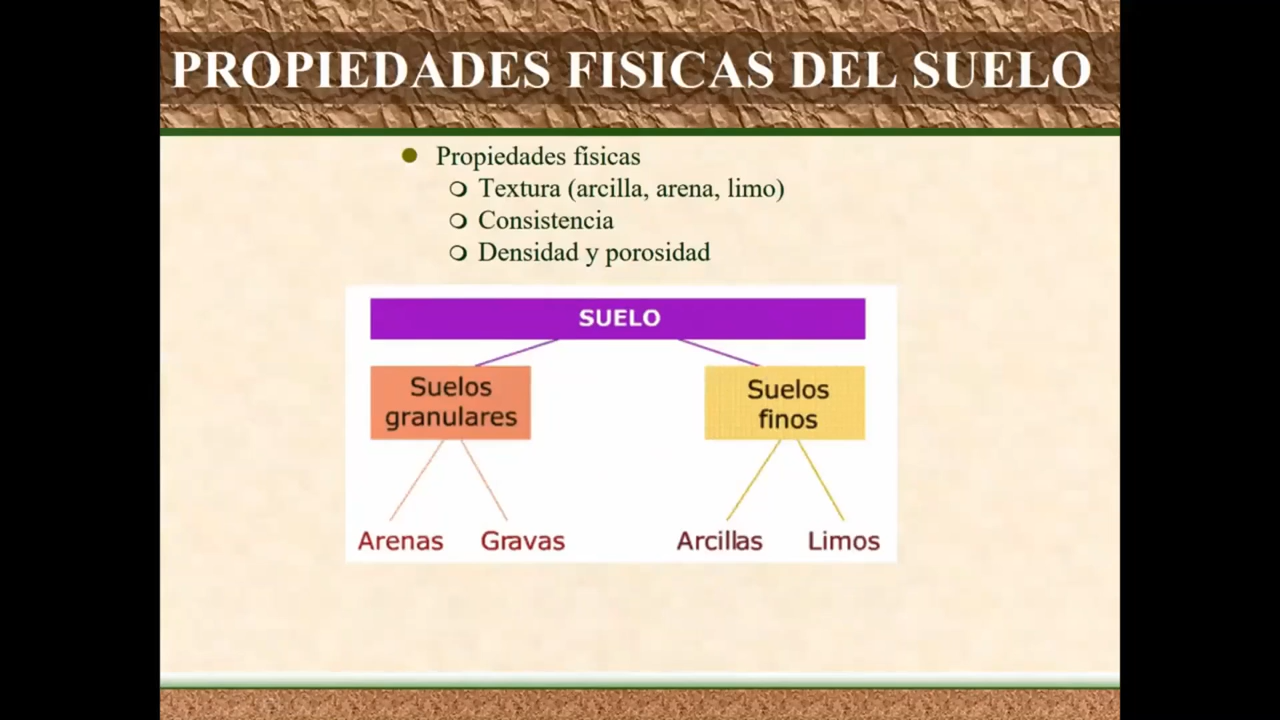 PROPIEDADES FISICAS DEL SUELO
Propiedades físicas
Textura (arcilla, arena, limo)
Consistencia
Densidad y porosidad
SUELO
Suelos
granulares
Suelos
finos
Arenas
Gravas
Arcillas
Limos